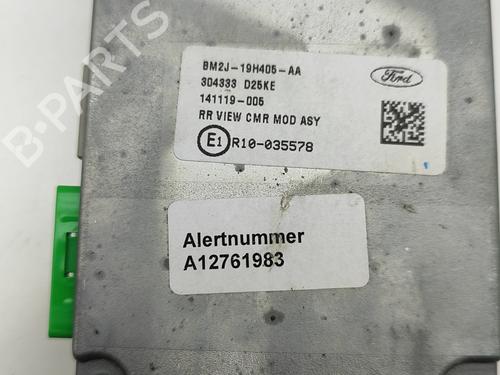 BM2J-19H405-AA
304333 D25KE
141119-005
RR VIEW CMR MOD ASY
E1 R10-035578
Ford
Alertnummer
A12761983
B-PARTS